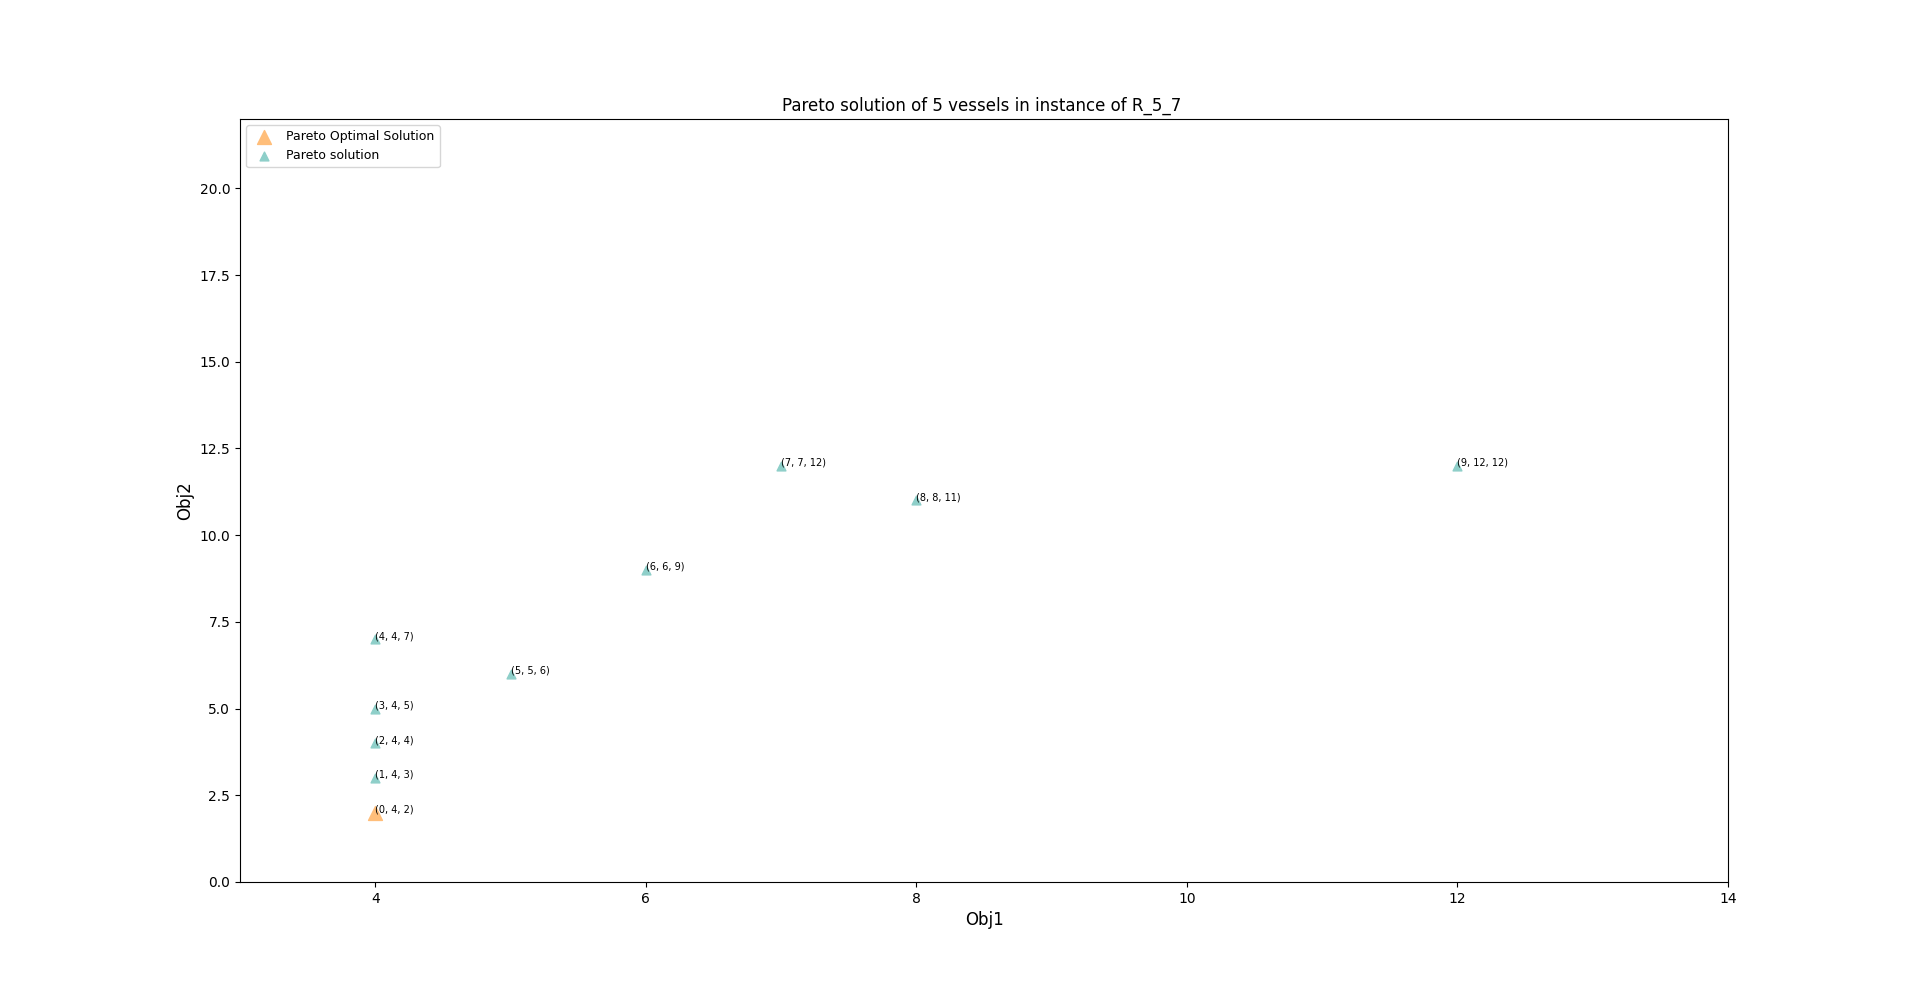 Pareto solution of 5 vessels in instance of R_5_7
Pareto Optimal Solution
Pareto solution
20.0
17.5
15.0
12.5
10.0
7.5
5.0
2.5
0.0
Obj2
(7, 7, 12)
(9, 12, 12)
(8, 8, 11)
(6, 6, 9)
(4, 4, 7)
(5, 5, 6)
(3, 4, 5)
(2, 4, 4)
(1, 4, 3)
(0, 4, 2)
4
6
8
10
12
14
Obj1